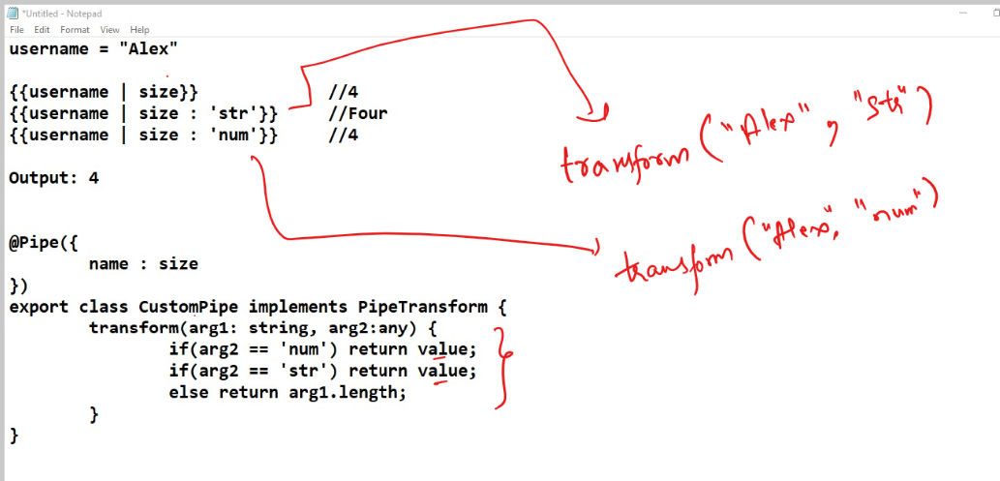 *Untitled - Notepad
File Edit Format View Help
username = "Alex"
{{username | size}} //4
{{username | size : 'str'}} //Four
{{username | size : 'num'}} //4
Output: 4
@Pipe({
name : size
})
export class CustomPipe implements PipeTransform {
transform(arg1: string, arg2:any) {
if(arg2 == 'num') return value;
if(arg2 == 'str') return value;
else return arg1.length;
}
}
transform ("Alex", "str")
transform ("Alex", "num")